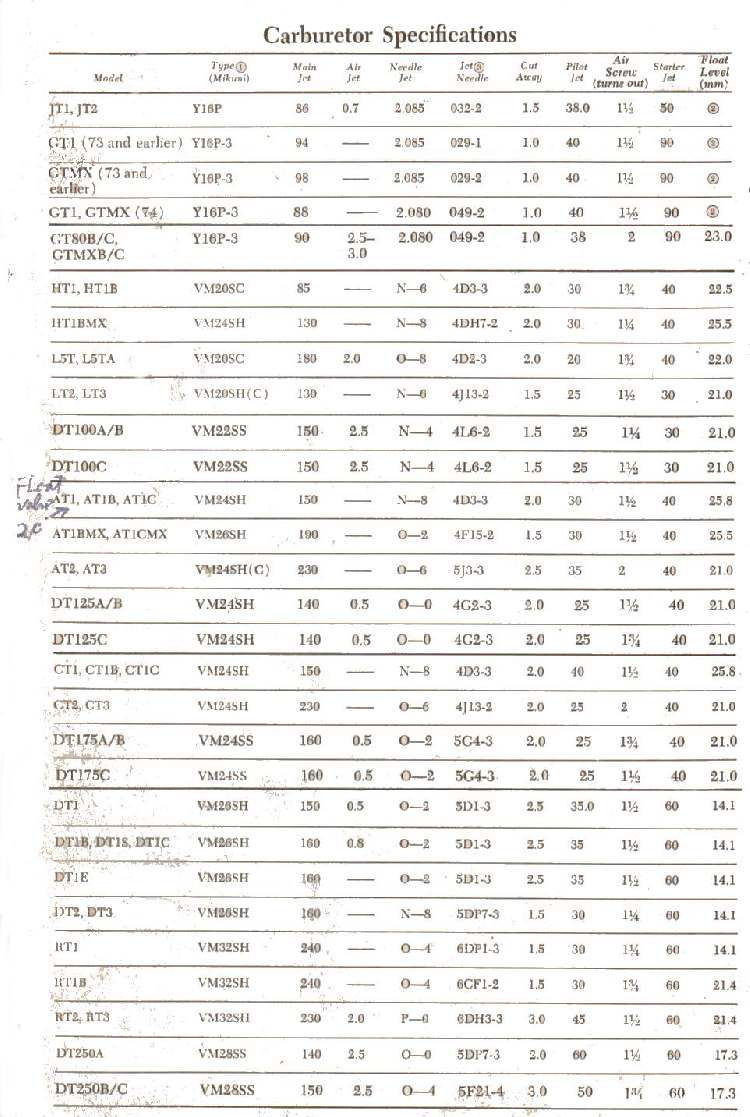 Carburetor Specifications
Model Type① (Mikuni) Main Jet Air Jet Needle Jet Jet③ Needle Cut Away Pilot Jet Air Screw (turns out) Starter Jet Float Level (mm)
JT1, JT2 Y16P 86 0.7 2.085 032-2 1.5 38.0 1½ 50 ②
GT1 (73 and earlier) Y16P-3 94 — 2.085 029-1 1.0 40 1½ 90 ②
GTMX (73 and earlier) Y16P-3 98 — 2.085 029-2 1.0 40 1½ 90 ②
GT1, GTMX (74) Y16P-3 88 — 2.080 049-2 1.0 40 1½ 90 ②
GT80B/C, GTMXB/C Y16P-3 90 2.5–3.0 2.080 049-2 1.0 38 2 90 23.0
HT1, HT1B VM20SC 85 — N—6 4D3-3 2.0 30 1¾ 40 22.5
HT1BMX VM24SH 130 — N—8 4DH7-2 2.0 30 1¼ 40 25.5
L5T, L5TA VM20SC 180 2.0 O—8 4D2-3 2.0 20 1¾ 40 22.0
LT2, LT3 VM20SH(C) 130 — N—6 4J13-2 1.5 25 1½ 30 21.0
DT100A/B VM22SS 150 2.5 N—4 4L6-2 1.5 25 1¼ 30 21.0
DT100C VM22SS 150 2.5 N—4 4L6-2 1.5 25 1½ 30 21.0
Float valve 2.0
AT1, AT1B, AT1C VM24SH 150 — N—8 4D3-3 2.0 30 1½ 40 25.8
AT1BMX, AT1CMX VM26SH 190 — O—2 4F15-2 1.5 30 1½ 40 25.5
AT2, AT3 VM24SH(C) 230 — O—6 5J3-3 2.5 35 2 40 21.0
DT125A/B VM24SH 140 0.5 O—0 4G2-3 2.0 25 1½ 40 21.0
DT125C VM24SH 140 0.5 O—0 4G2-3 2.0 25 1¾ 40 21.0
CT1, CT1B, CT1C VM24SH 150 — N—8 4D3-3 2.0 40 1½ 40 25.8
CT2, CT3 VM24SH 230 — O—6 4J13-2 2.0 25 2 40 21.0
DT175A/B VM24SS 160 0.5 O—2 5G4-3 2.0 25 1¾ 40 21.0
DT175C VM24SS 160 0.5 O—2 5G4-3 2.0 25 1½ 40 21.0
DT1 VM26SH 150 0.5 O—2 5D1-3 2.5 35.0 1½ 60 14.1
DT1B, DT1S, DT1C VM26SH 160 0.8 O—2 5D1-3 2.5 35 1½ 60 14.1
DT1E VM26SH 160 — O—2 5D1-3 2.5 35 1½ 60 14.1
DT2, DT3 VM26SH 160 — N—8 5DP7-3 1.5 30 1¼ 60 14.1
RT1 VM32SH 240 — O—4 6DP1-3 1.5 30 1¼ 60 14.1
RT1B VM32SH 240 — O—4 6CF1-2 1.5 30 1¾ 60 21.4
RT2, RT3 VM32SH 230 2.0 P—6 6DH3-3 3.0 45 1½ 60 21.4
DT250A VM28SS 140 2.5 O—0 5DP7-3 2.0 60 1½ 60 17.3
DT250B/C VM28SS 150 2.5 O—4 5F21-4 3.0 50 1¾ 60 17.3